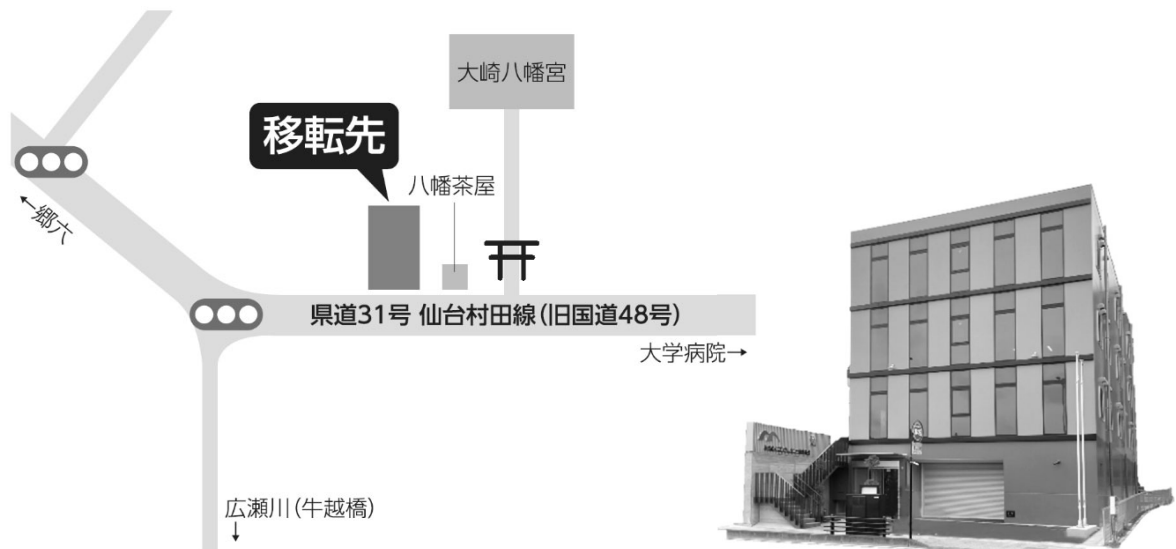 大崎八幡宮
移転先
八幡茶屋
←郷六
県道31号 仙台村田線(旧国道48号)
大学病院→
広瀬川(牛越橋)
↓